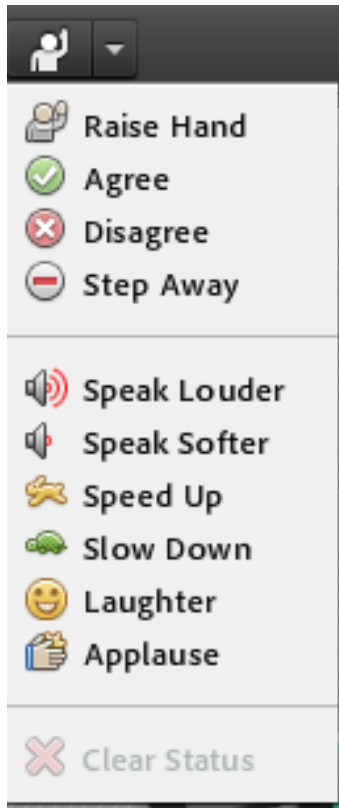 Raise Hand
Agree
Disagree
Step Away
Speak Louder
Speak Softer
Speed Up
Slow Down
Laughter
Applause
Clear Status